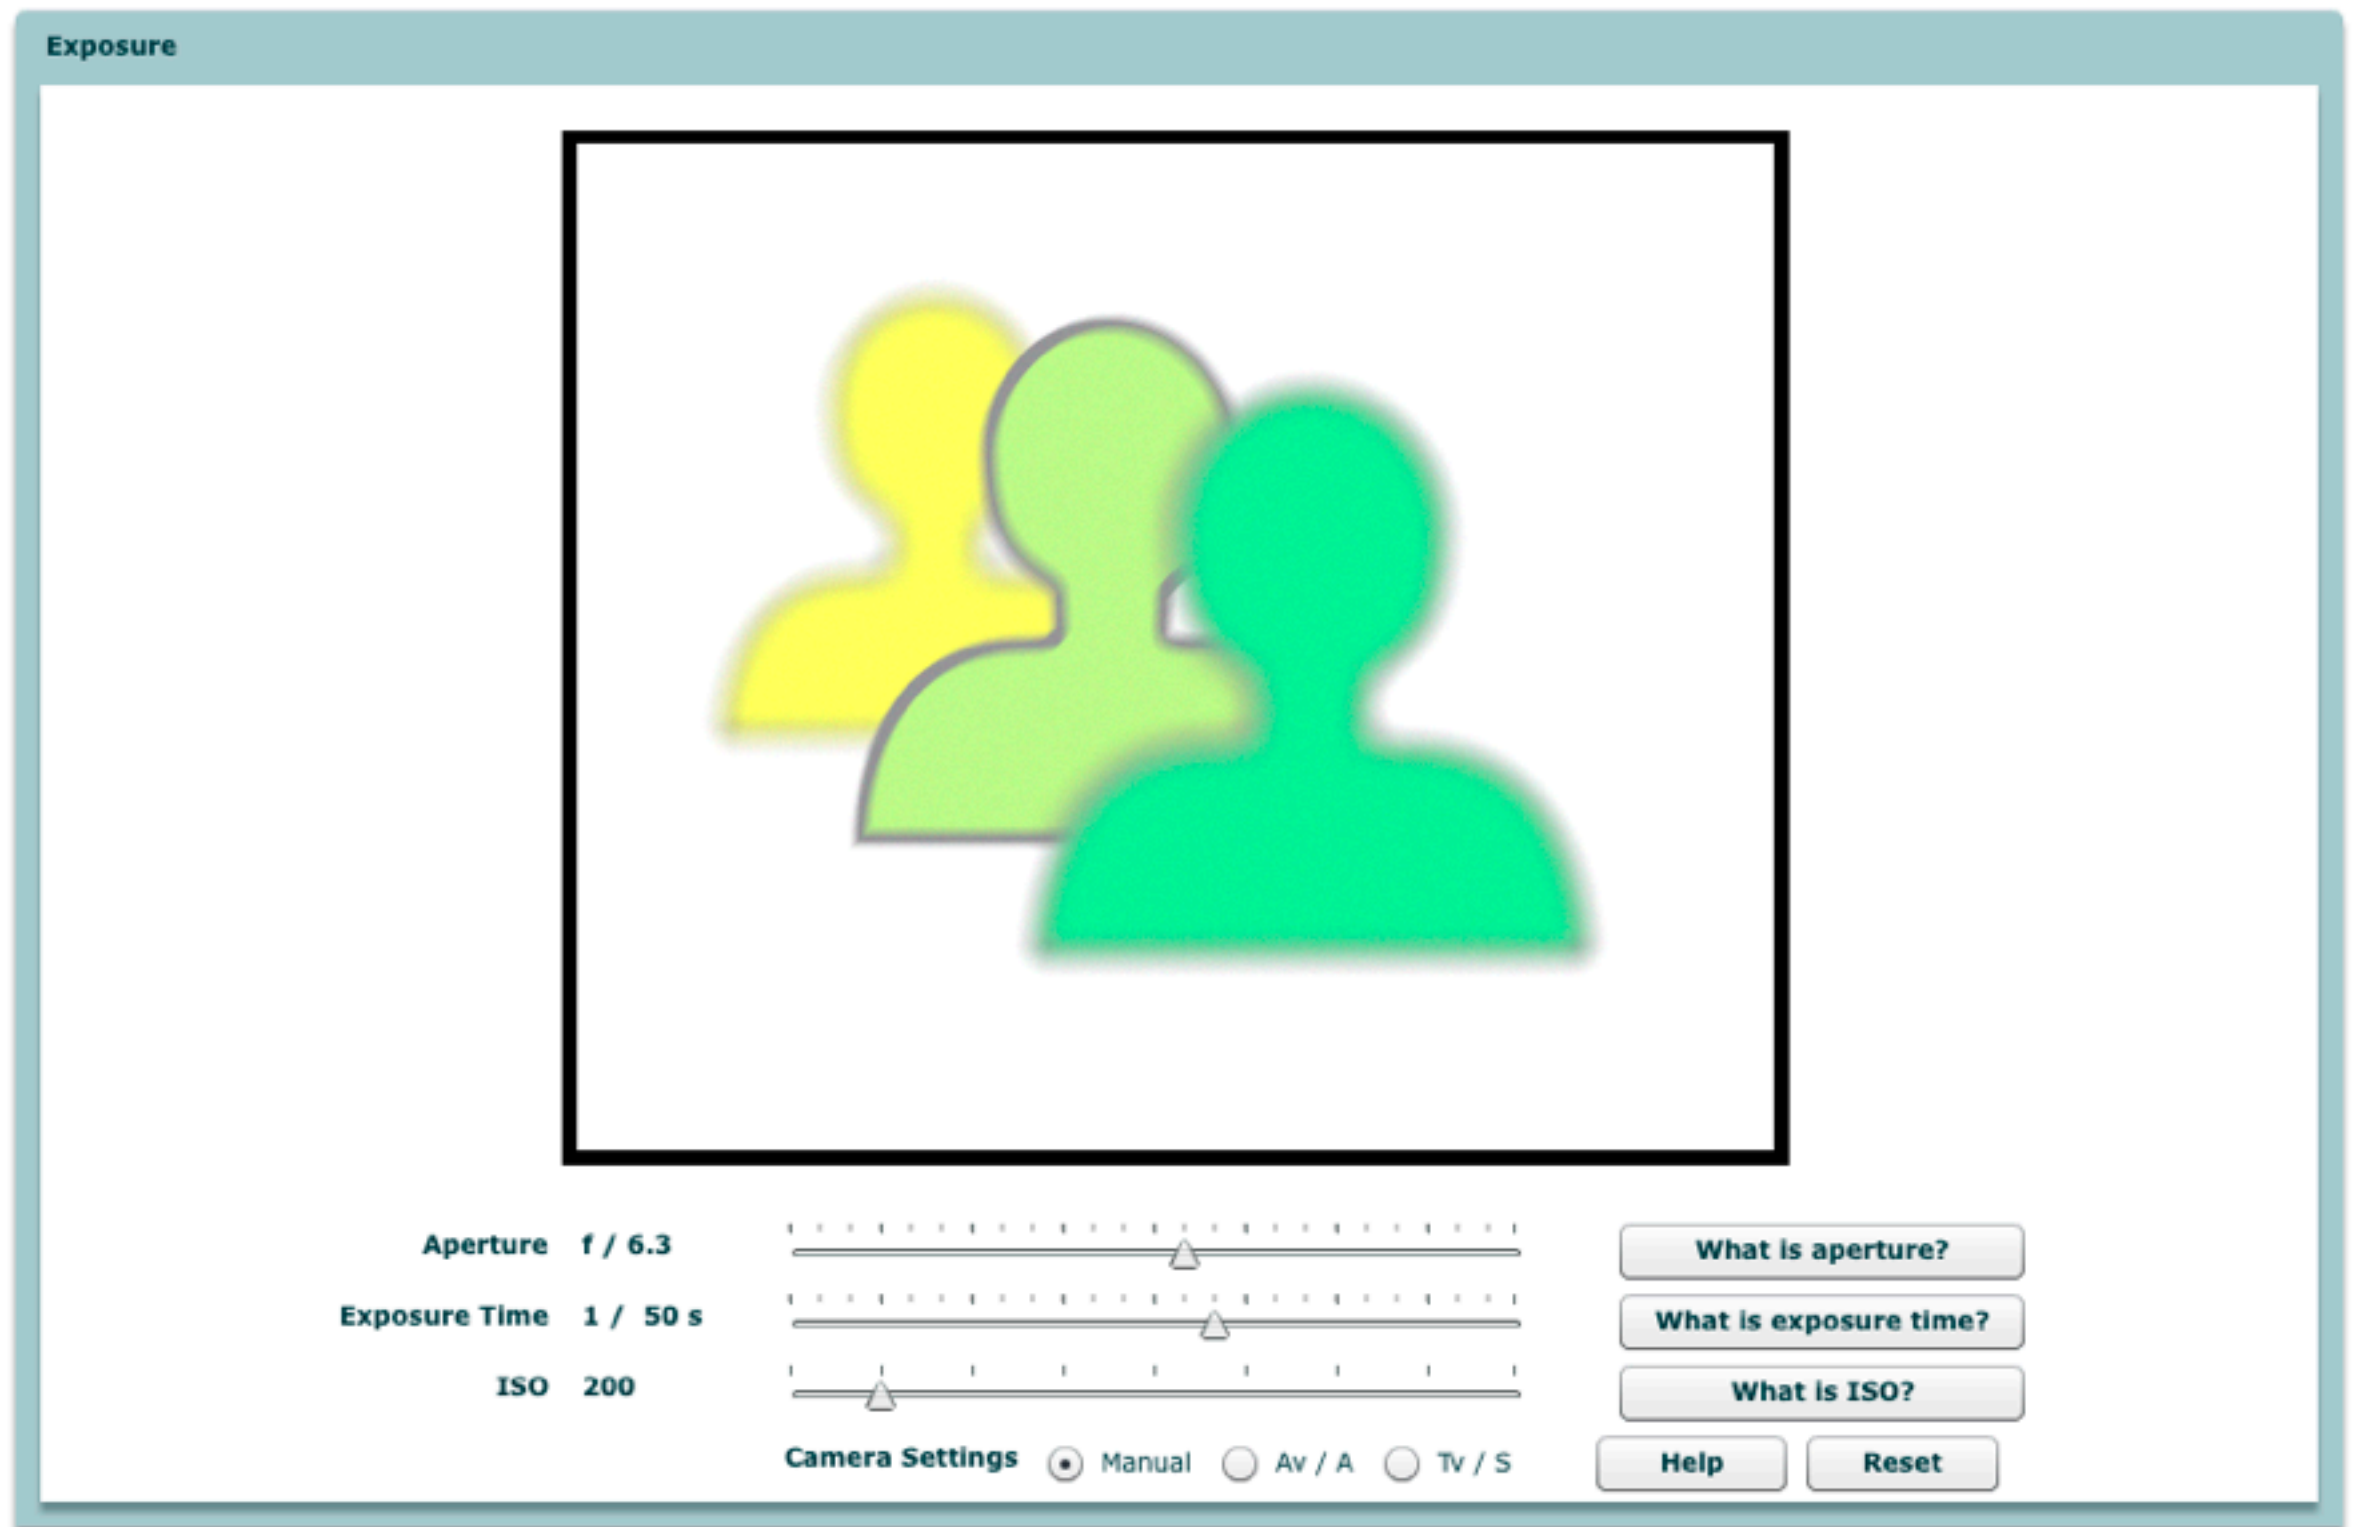 Exposure
Aperture f / 6.3 What is aperture?
Exposure Time 1 / 50 s What is exposure time?
ISO 200 What is ISO?
Camera Settings Manual Av / A Tv / S Help Reset